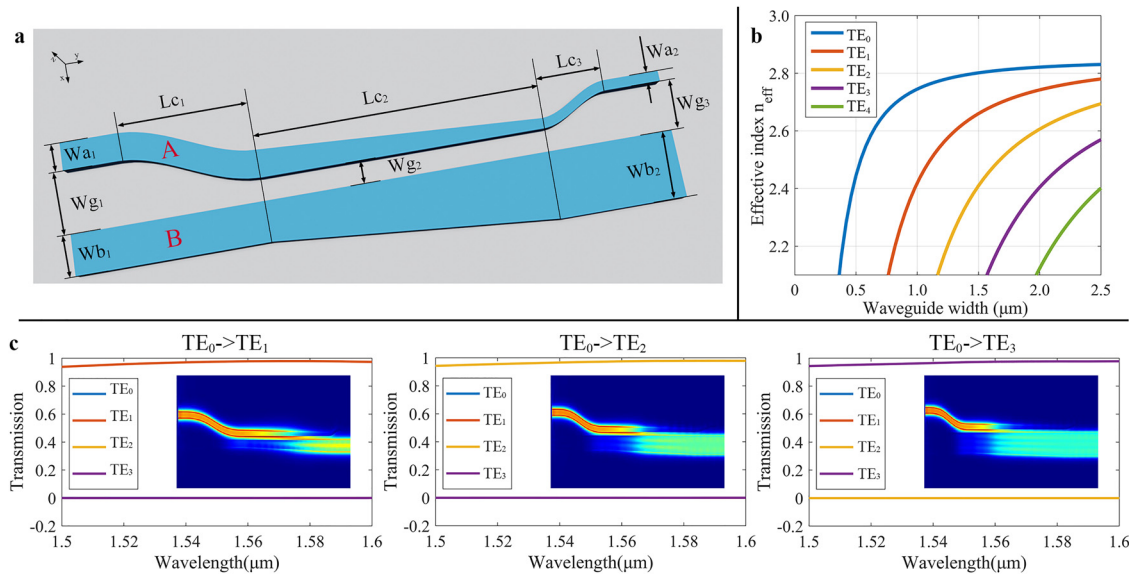 a
z
y
x
Wa₁
Lc₁
A
Lc₂
Lc₃
Wa₂
Wg₃
Wg₁
Wg₂
Wb₂
Wb₁
B
b
TE₀
TE₁
TE₂
TE₃
TE₄
Effective index n_eff
2.8
2.6
2.4
2.2
0 0.5 1.0 1.5 2.0 2.5
Waveguide width (μm)
c
TE₀->TE₁
Transmission
1
0.8
0.6
0.4
0.2
0
-0.2
TE₀
TE₁
TE₂
TE₃
1.5 1.52 1.54 1.56 1.58 1.6
Wavelength(μm)
TE₀->TE₂
Transmission
1
0.8
0.6
0.4
0.2
0
-0.2
TE₀
TE₁
TE₂
TE₃
1.5 1.52 1.54 1.56 1.58 1.6
Wavelength(μm)
TE₀->TE₃
Transmission
1
0.8
0.6
0.4
0.2
0
-0.2
TE₀
TE₁
TE₂
TE₃
1.5 1.52 1.54 1.56 1.58 1.6
Wavelength(μm)